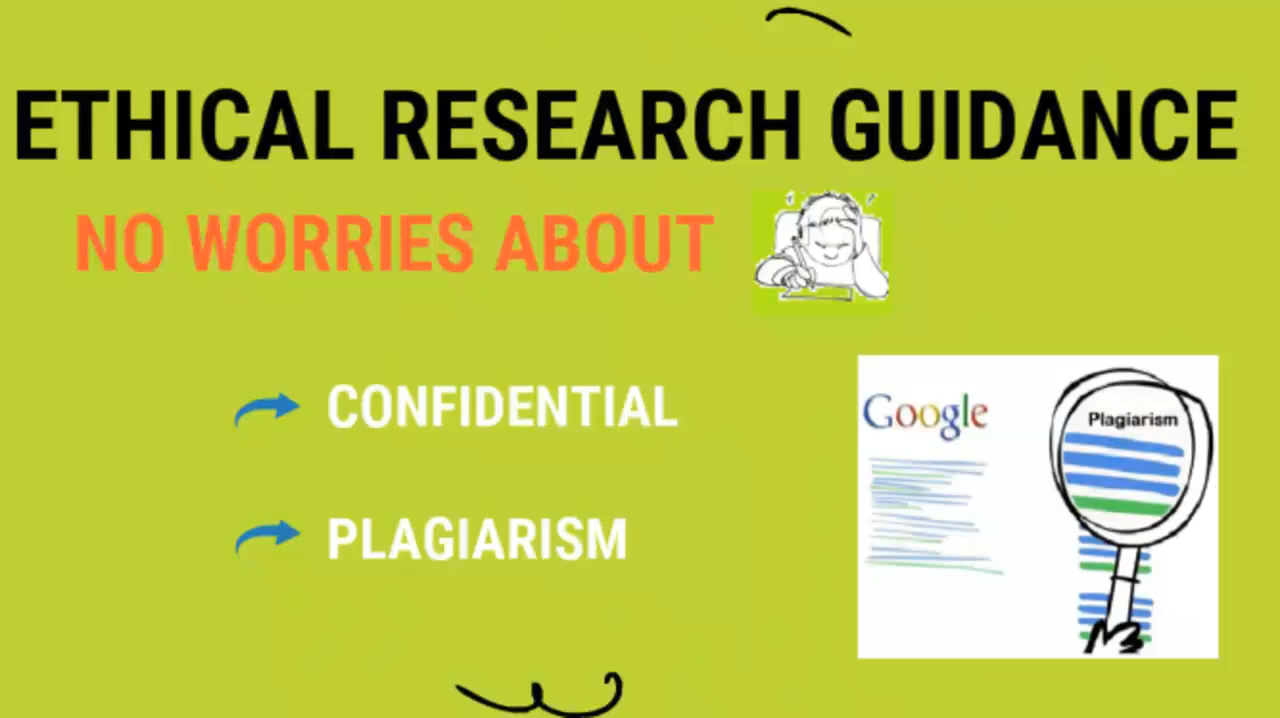 ETHICAL RESEARCH GUIDANCE
NO WORRIES ABOUT
CONFIDENTIAL
PLAGIARISM
Google
Plagiarism